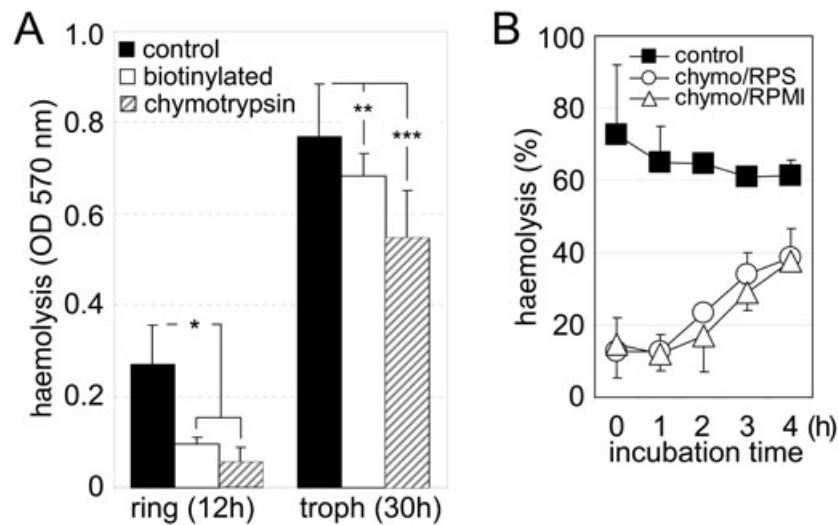 A
haemolysis (OD 570 nm)
1.0
0.8
0.6
0.4
0.2
0
control
biotinylated
chymotrypsin
*
**
***
ring (12h)
troph (30h)
B
haemolysis (%)
100
80
60
40
20
0
control
chymo/RPS
chymo/RPMI
0 1 2 3 4 (h)
incubation time